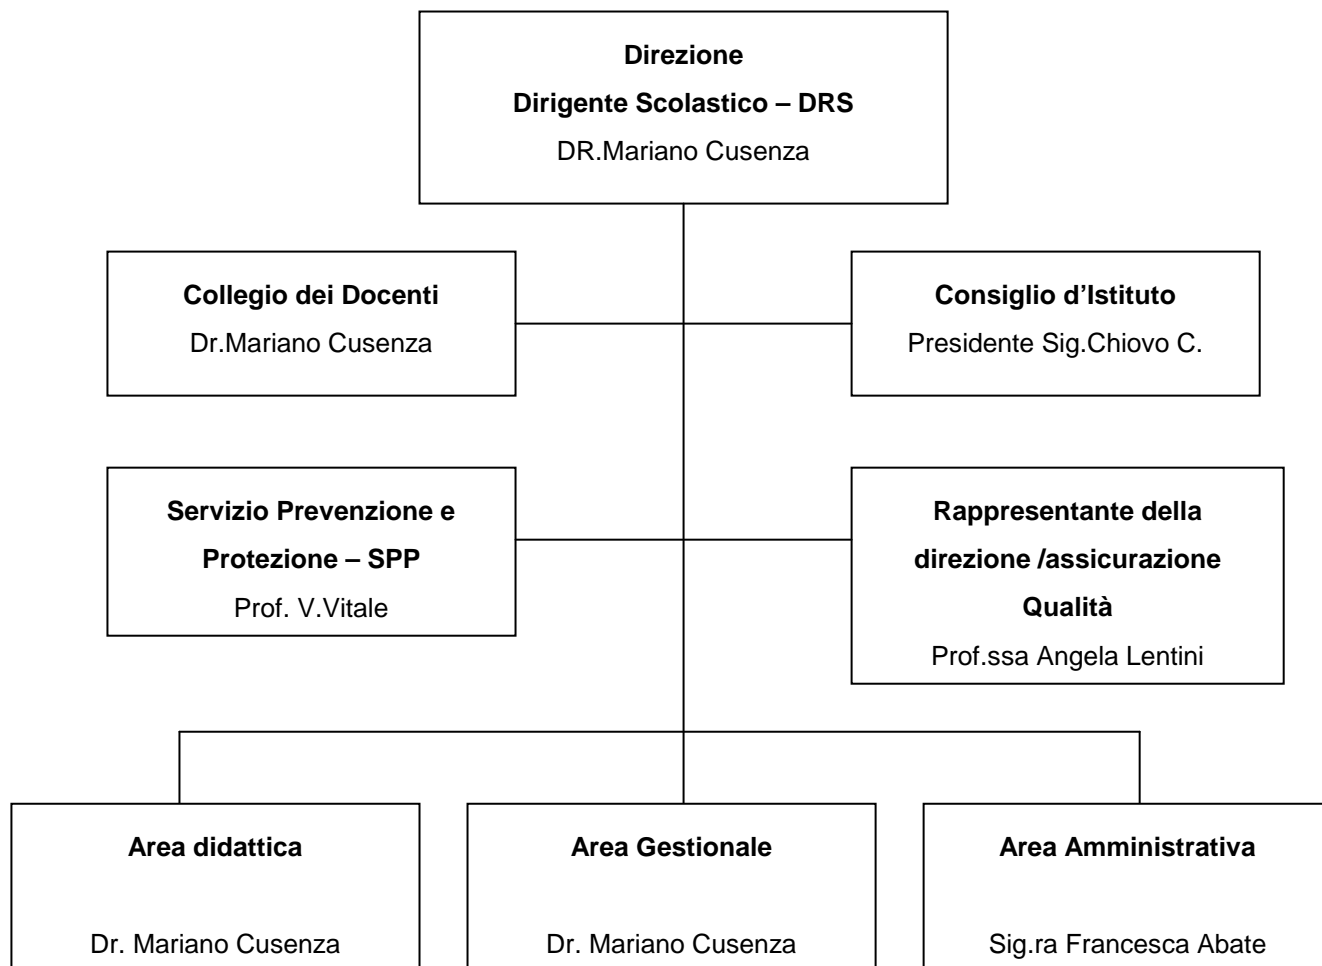 Direzione
Dirigente Scolastico – DRS
DR.Mariano Cusenza
Collegio dei Docenti
Dr.Mariano Cusenza
Consiglio d’Istituto
Presidente Sig.Chiovo C.
Servizio Prevenzione e
Protezione – SPP
Prof. V.Vitale
Rappresentante della
direzione /assicurazione
Qualità
Prof.ssa Angela Lentini
Area didattica
Dr. Mariano Cusenza
Area Gestionale
Dr. Mariano Cusenza
Area Amministrativa
Sig.ra Francesca Abate